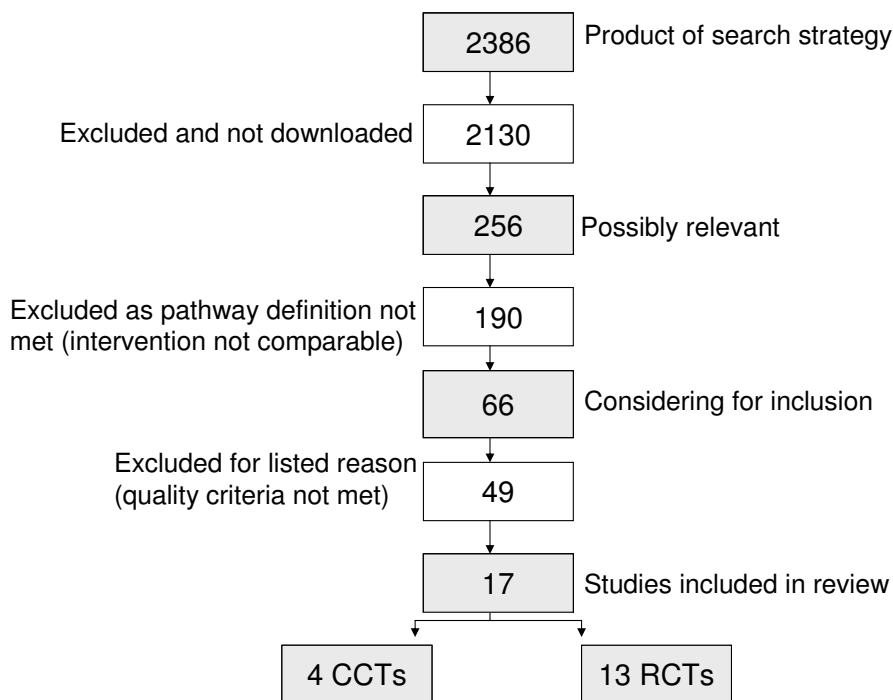 2386
Product of search strategy
Excluded and not downloaded
2130
256
Possibly relevant
Excluded as pathway definition not
met (intervention not comparable)
190
66
Considering for inclusion
Excluded for listed reason
(quality criteria not met)
49
17
Studies included in review
4 CCTs
13 RCTs